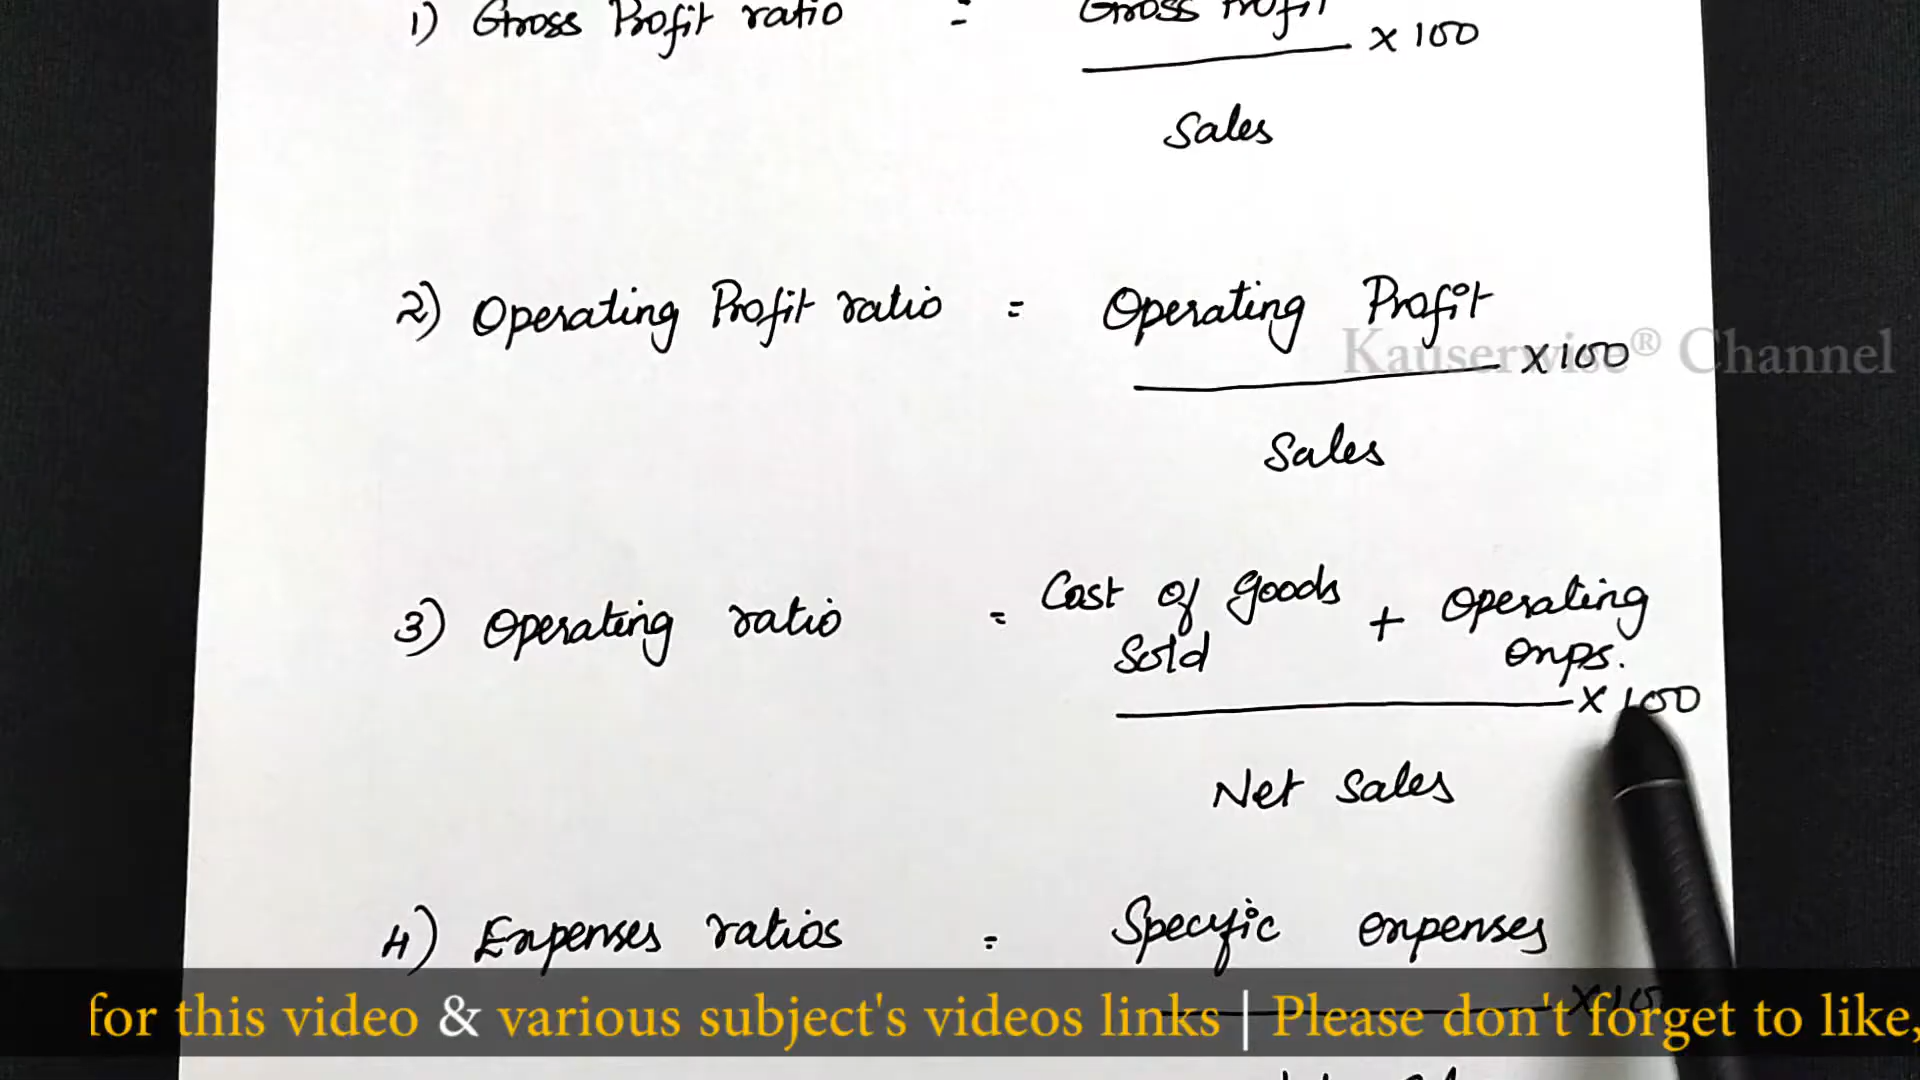 1) Gross Profit ratio = Gross Profit × 100
Sales
2) Operating Profit ratio = Operating Profit ×100
Sales
Kauserwise® Channel
3) Operating ratio = Cost of goods Sold + Operating Exps. × 100
Net Sales
4) Expenses ratios = Specific expenses
for this video & various subject's videos links | Please don't forget to like,